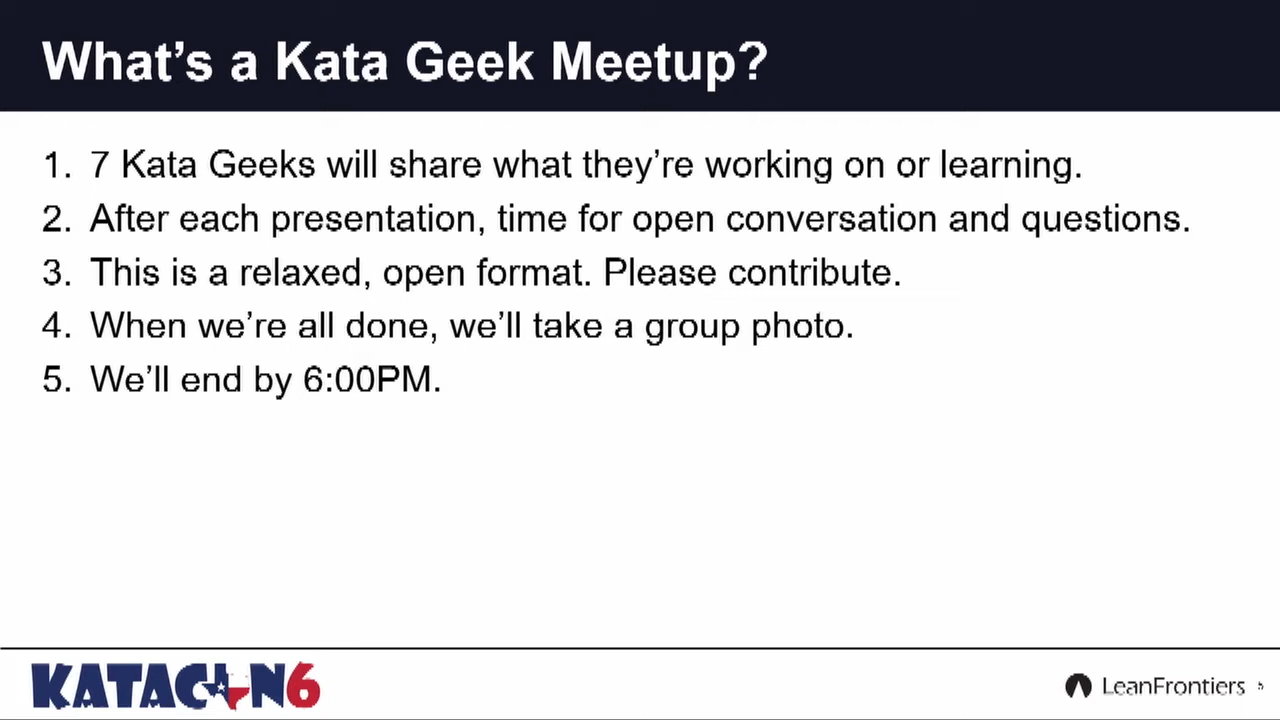 What's a Kata Geek Meetup?
1. 7 Kata Geeks will share what they're working on or learning.
2. After each presentation, time for open conversation and questions.
3. This is a relaxed, open format. Please contribute.
4. When we're all done, we'll take a group photo.
5. We'll end by 6:00PM.
KATACON6
LeanFrontiers